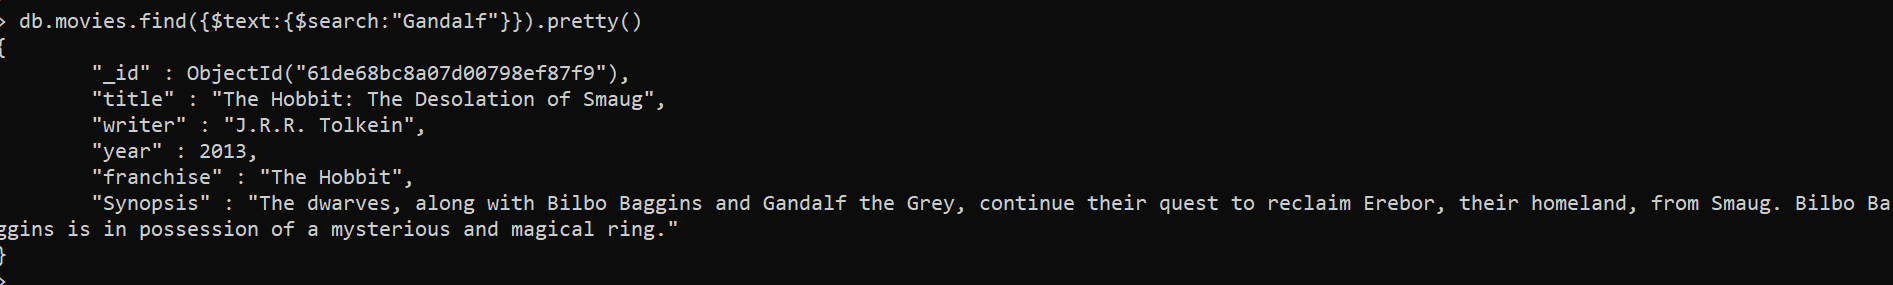 > db.movies.find({$text:{$search:"Gandalf"}}).pretty()
{
        "_id" : ObjectId("61de68bc8a07d00798ef87f9"),
        "title" : "The Hobbit: The Desolation of Smaug",
        "writer" : "J.R.R. Tolkein",
        "year" : 2013,
        "franchise" : "The Hobbit",
        "Synopsis" : "The dwarves, along with Bilbo Baggins and Gandalf the Grey, continue their quest to reclaim Erebor, their homeland, from Smaug. Bilbo Ba
ggins is in possession of a mysterious and magical ring."
}
>